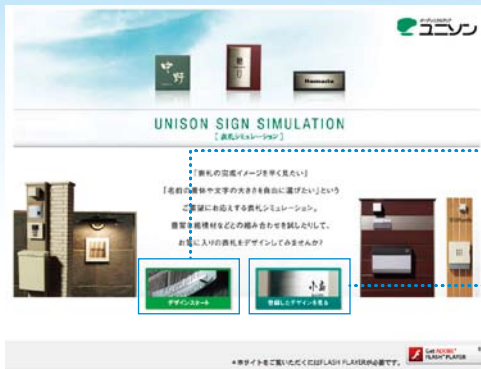 ユニソン
中野
Hamada
UNISON SIGN SIMULATION
[ 表札シミュレーション ]
「表札の完成イメージを早く見たい」
「名前の書体や文字の大きさを自由に選びたい」という
ご要望にお応えする表札シミュレーション。
豊富な組積材などとの組み合わせを試したりして、
お気に入りの表札をデザインしてみませんか?
小島
デザインスタート
登録したデザインを見る
＊本サイトをご覧いただくにはFLASH PLAYERが必要です。
Get ADOBE®
FLASH® PLAYER